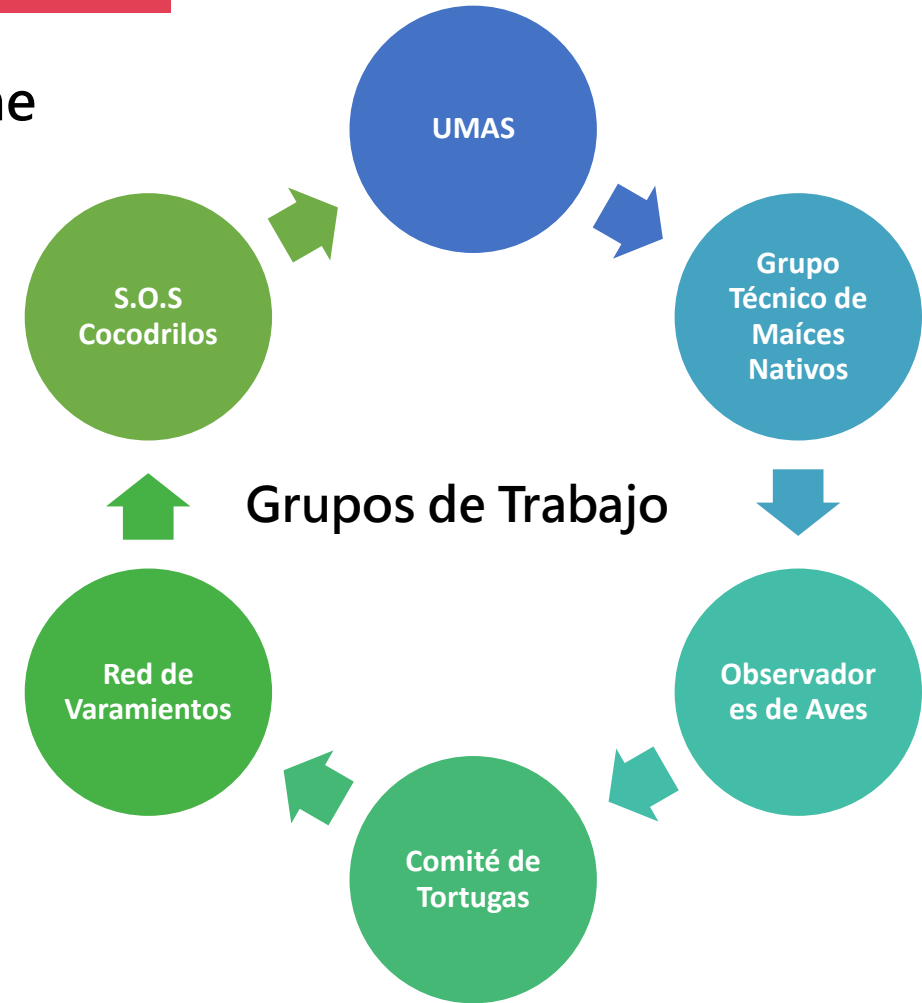 UMAS
Grupo
Técnico de
Maíces
Nativos
Observador
es de Aves
Comité de
Tortugas
Red de
Varamientos
S.O.S
Cocodrilos
Grupos de Trabajo